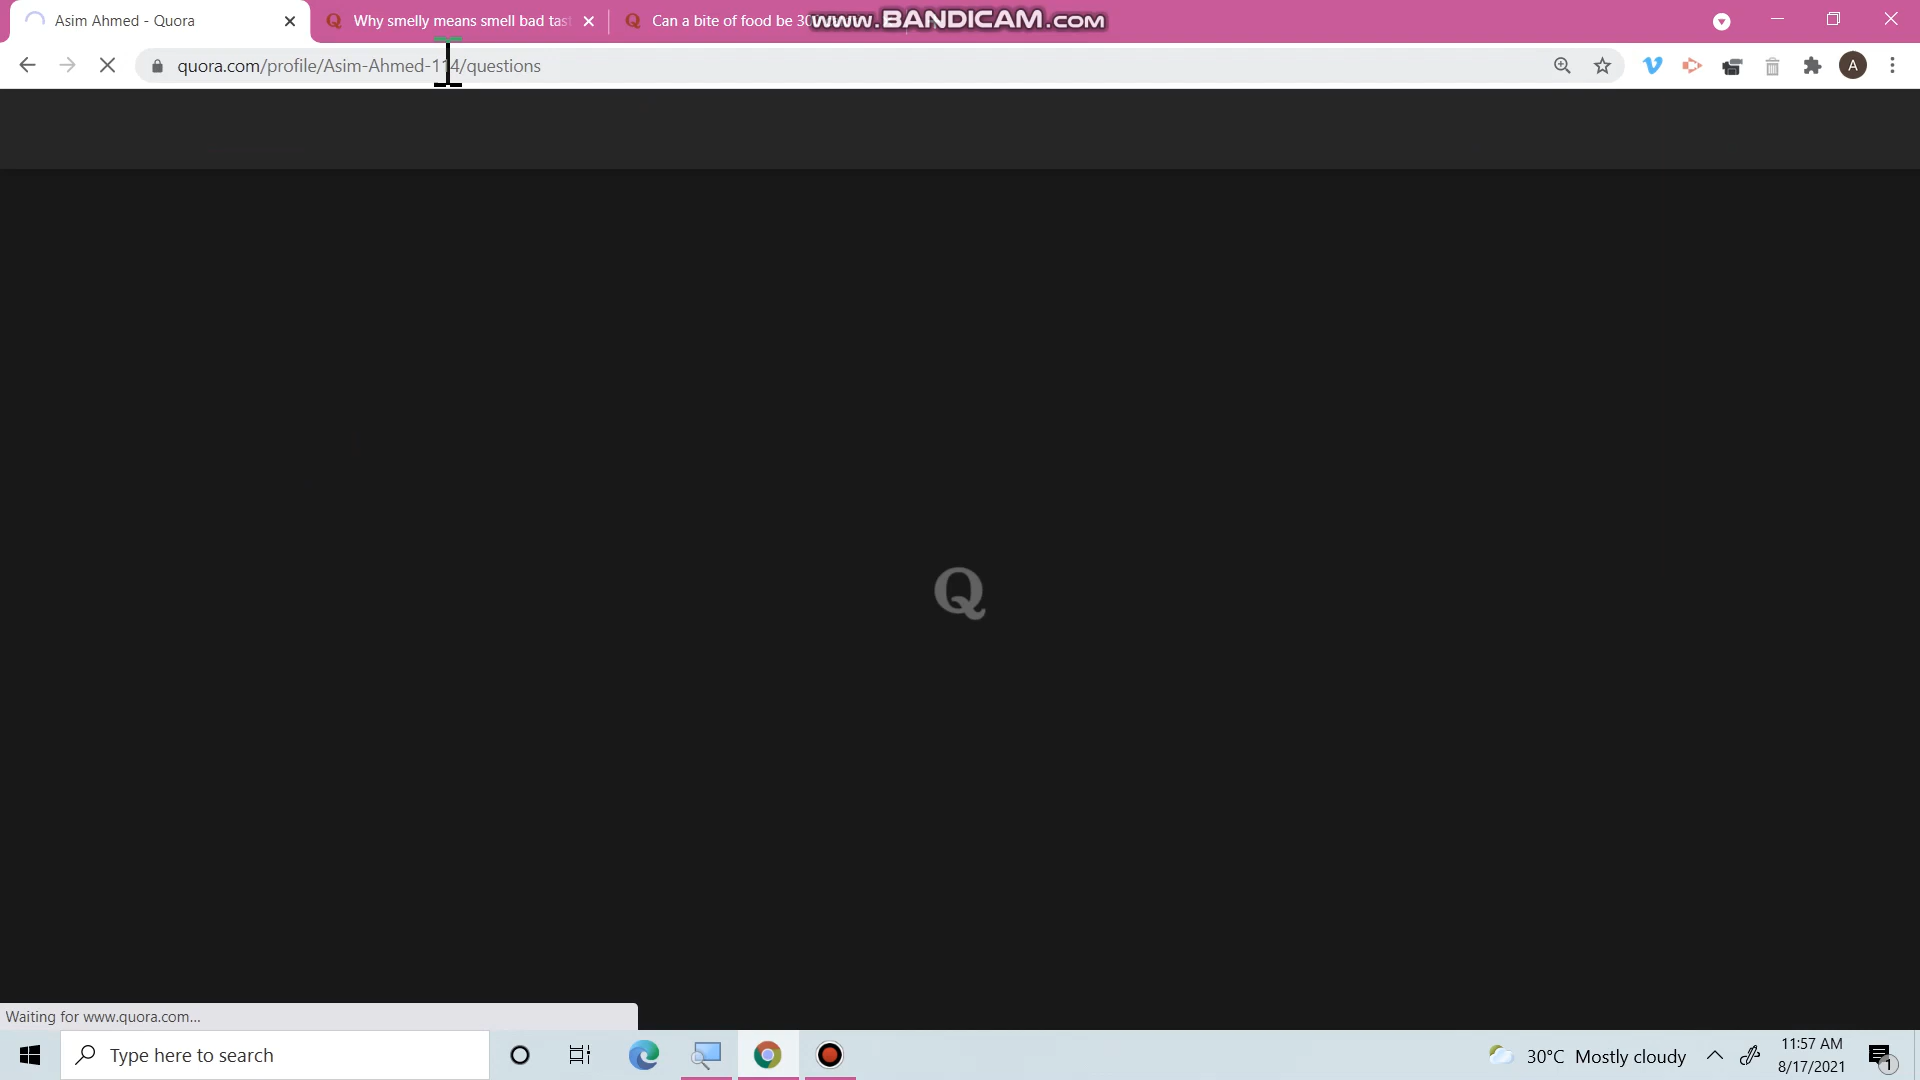 Asim Ahmed - Quora
Why smelly means smell bad tast
Can a bite of food be 30
www.BANDICAM.com
quora.com/profile/Asim-Ahmed-114/questions
A
Q
Waiting for www.quora.com...
Type here to search
30°C Mostly cloudy
11:57 AM
8/17/2021
1